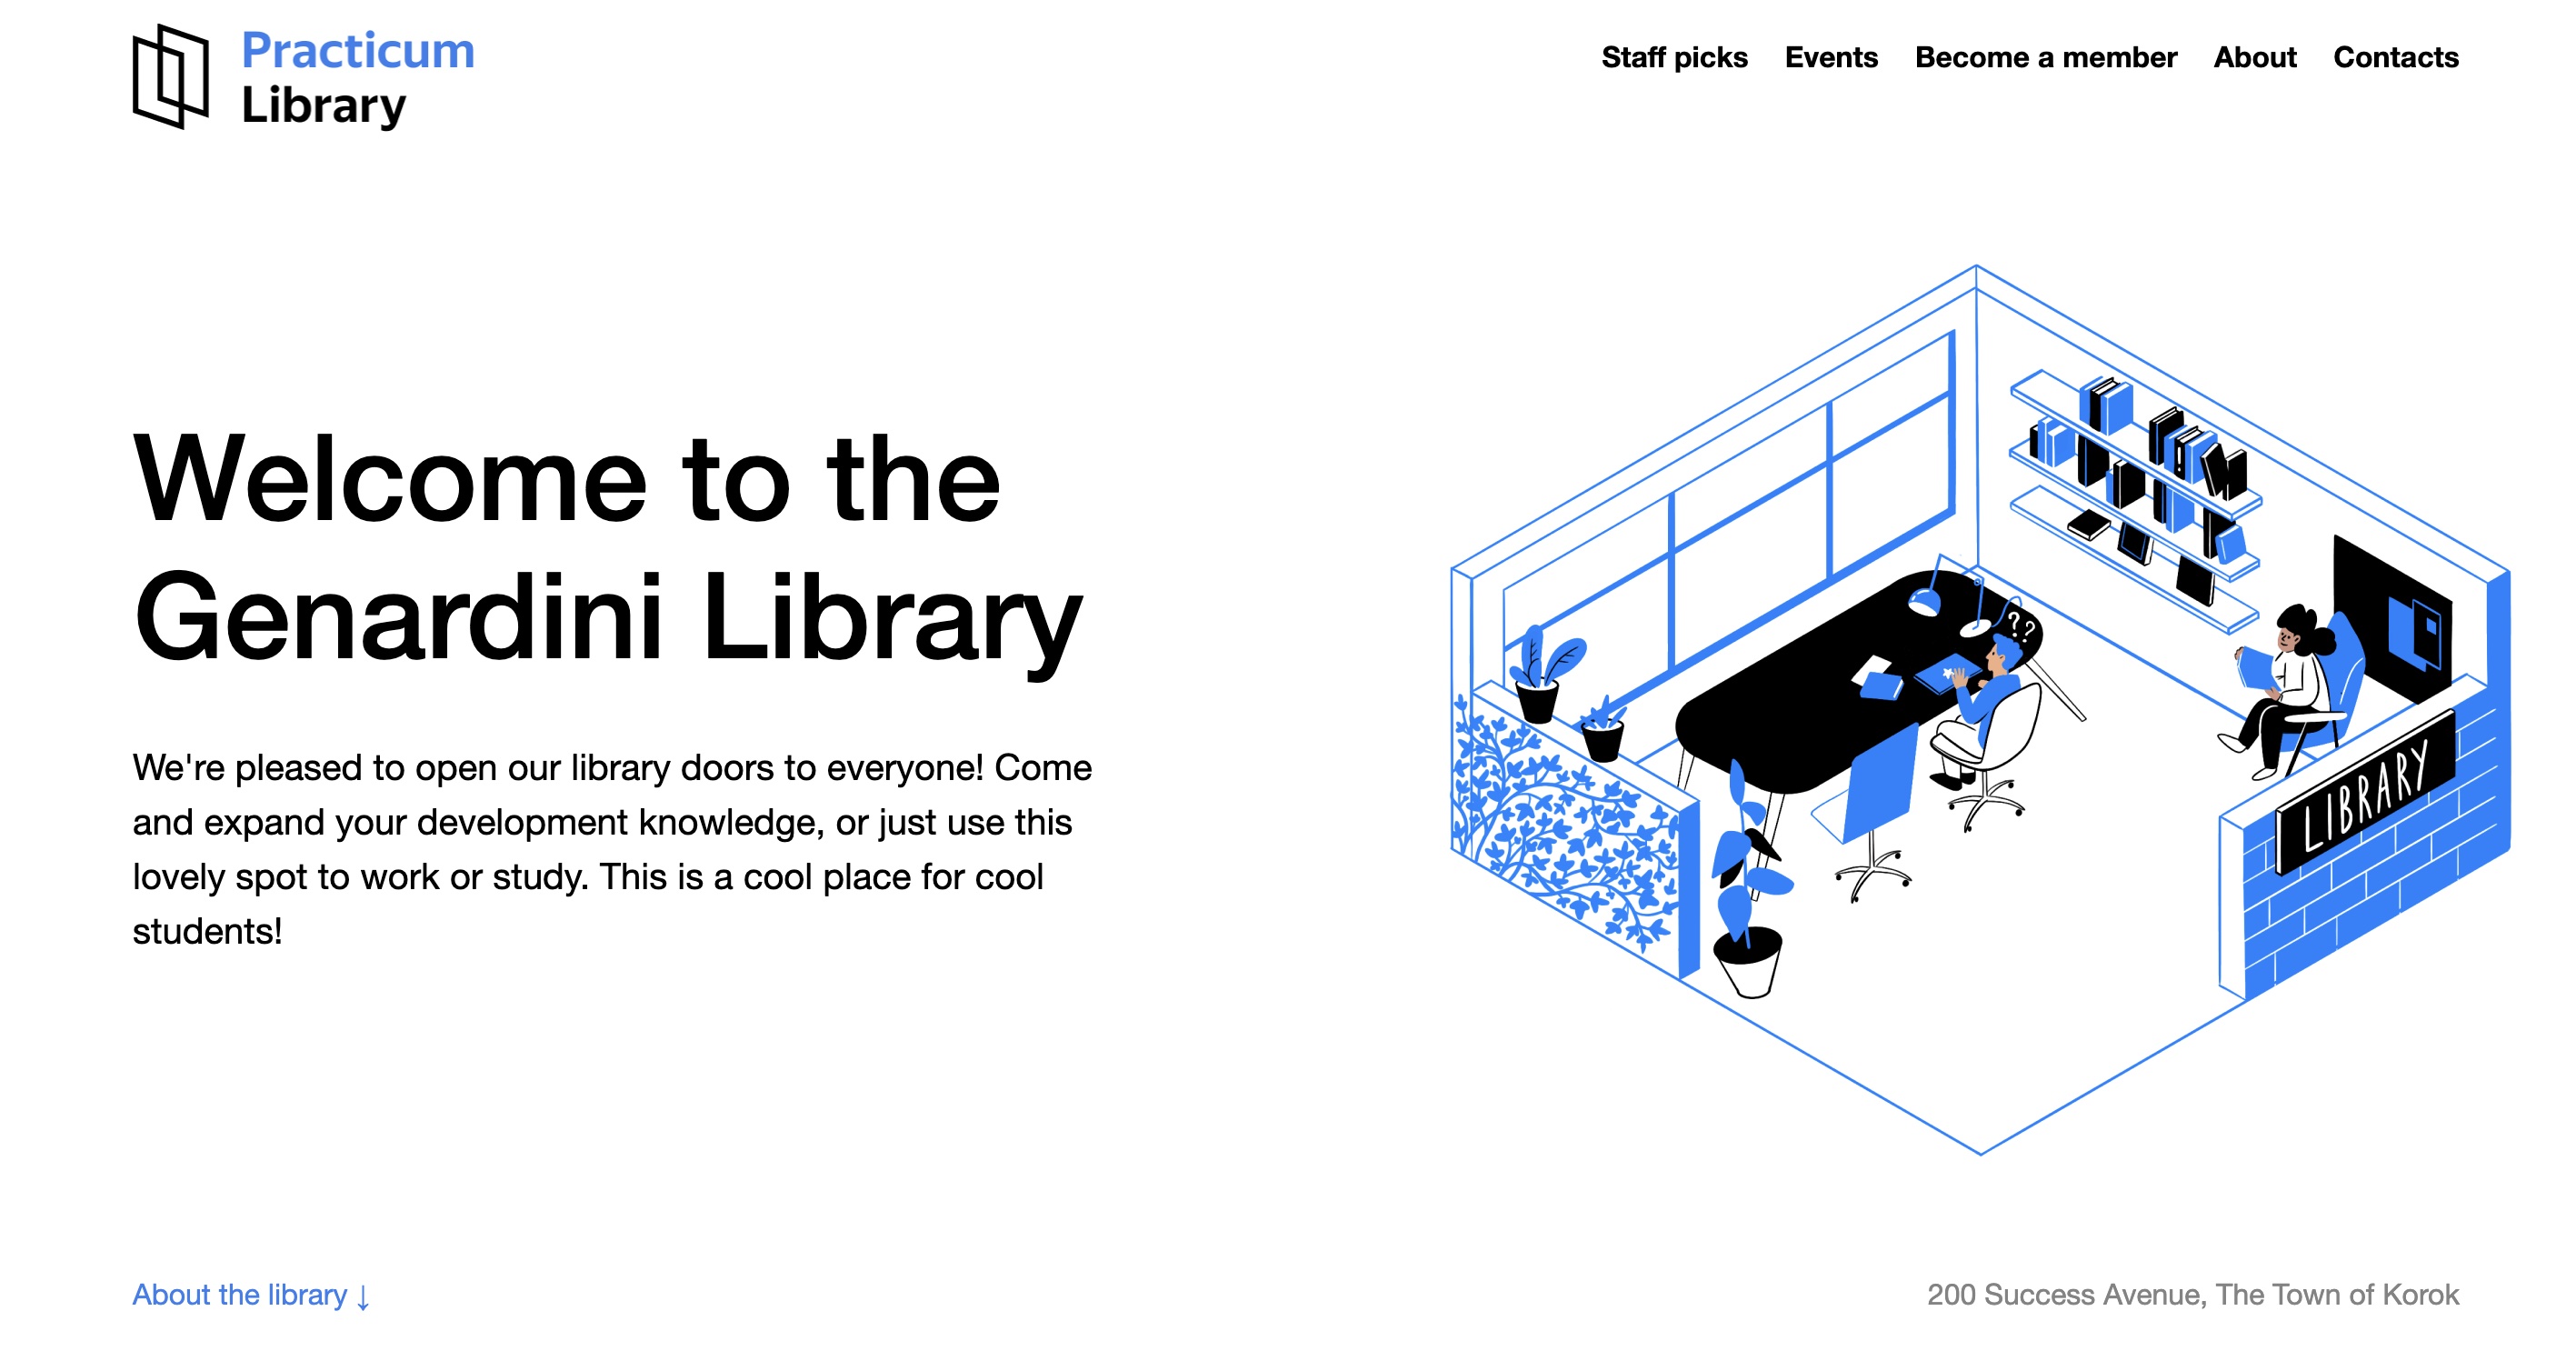 Practicum
Library
Staff picks Events Become a member About Contacts
Welcome to the
Genardini Library
We're pleased to open our library doors to everyone! Come
and expand your development knowledge, or just use this
lovely spot to work or study. This is a cool place for cool
students!
??
LIBRARY
About the library ↓
200 Success Avenue, The Town of Korok